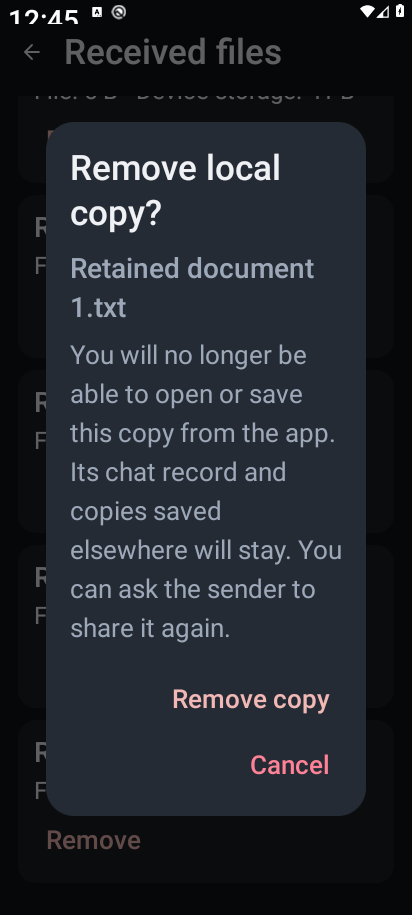 12:45
Received files
Remove local
copy?
Retained document
1.txt
You will no longer be
able to open or save
this copy from the app.
Its chat record and
copies saved
elsewhere will stay. You
can ask the sender to
share it again.
Remove copy
Cancel
Remove